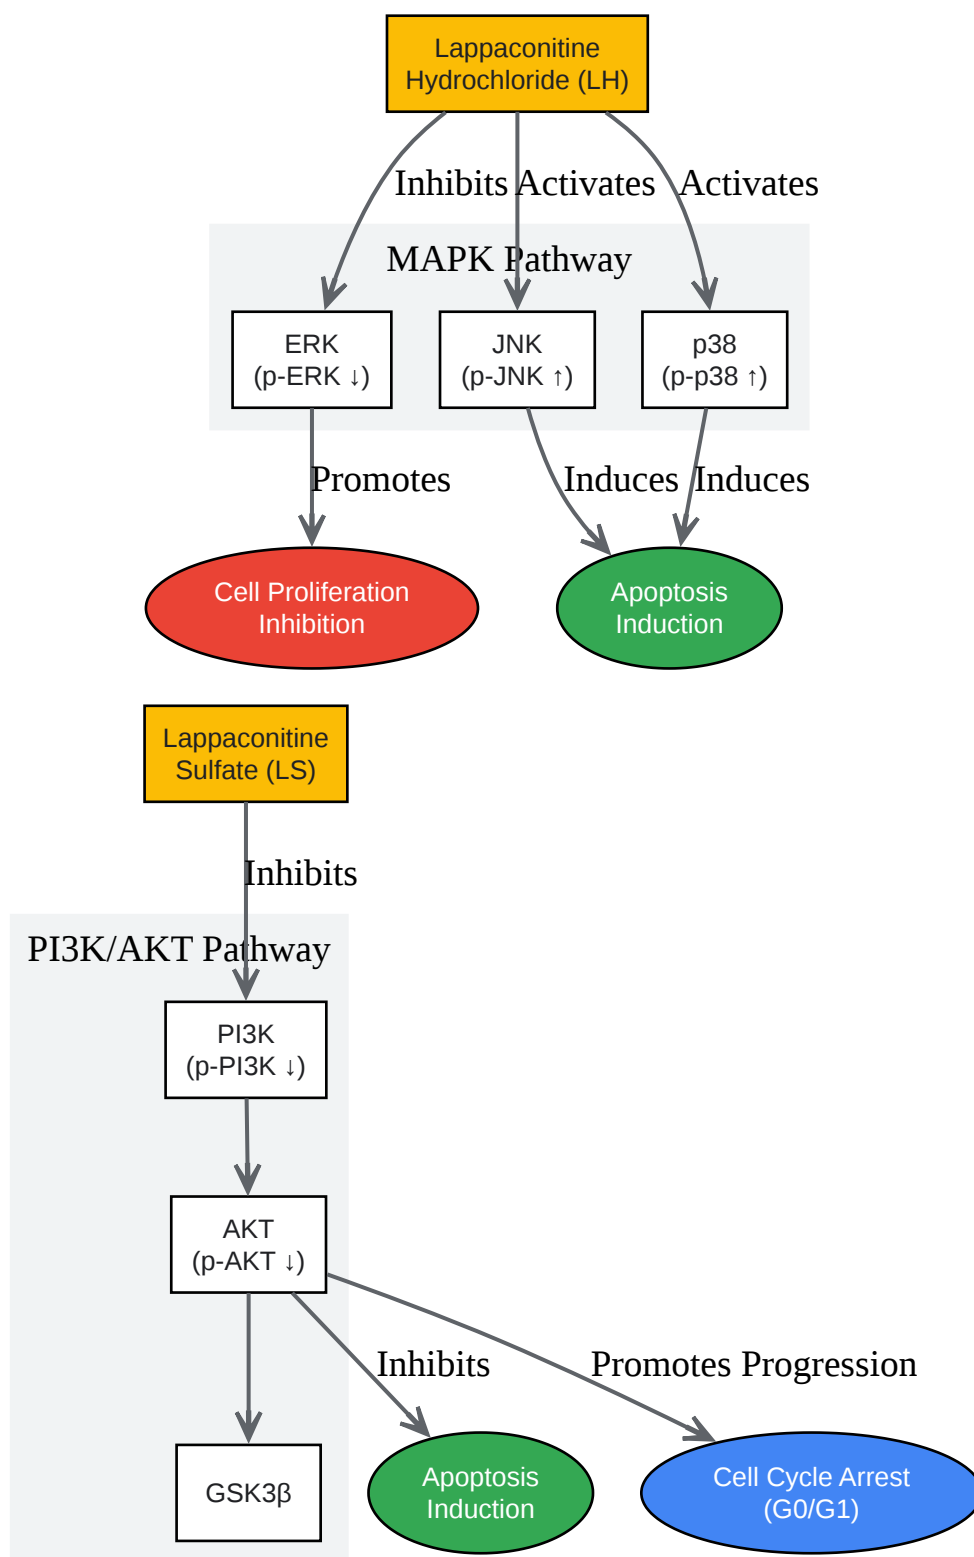 Lappaconitine
Hydrochloride (LH)
Inhibits
Activates
Activates
MAPK Pathway
ERK
(p-ERK ↓)
JNK
(p-JNK ↑)
p38
(p-p38 ↑)
Promotes
Induces
Induces
Cell Proliferation
Inhibition
Apoptosis
Induction
Lappaconitine
Sulfate (LS)
Inhibits
PI3K/AKT Pathway
PI3K
(p-PI3K ↓)
AKT
(p-AKT ↓)
Inhibits
Promotes Progression
GSK3β
Apoptosis
Induction
Cell Cycle Arrest
(G0/G1)